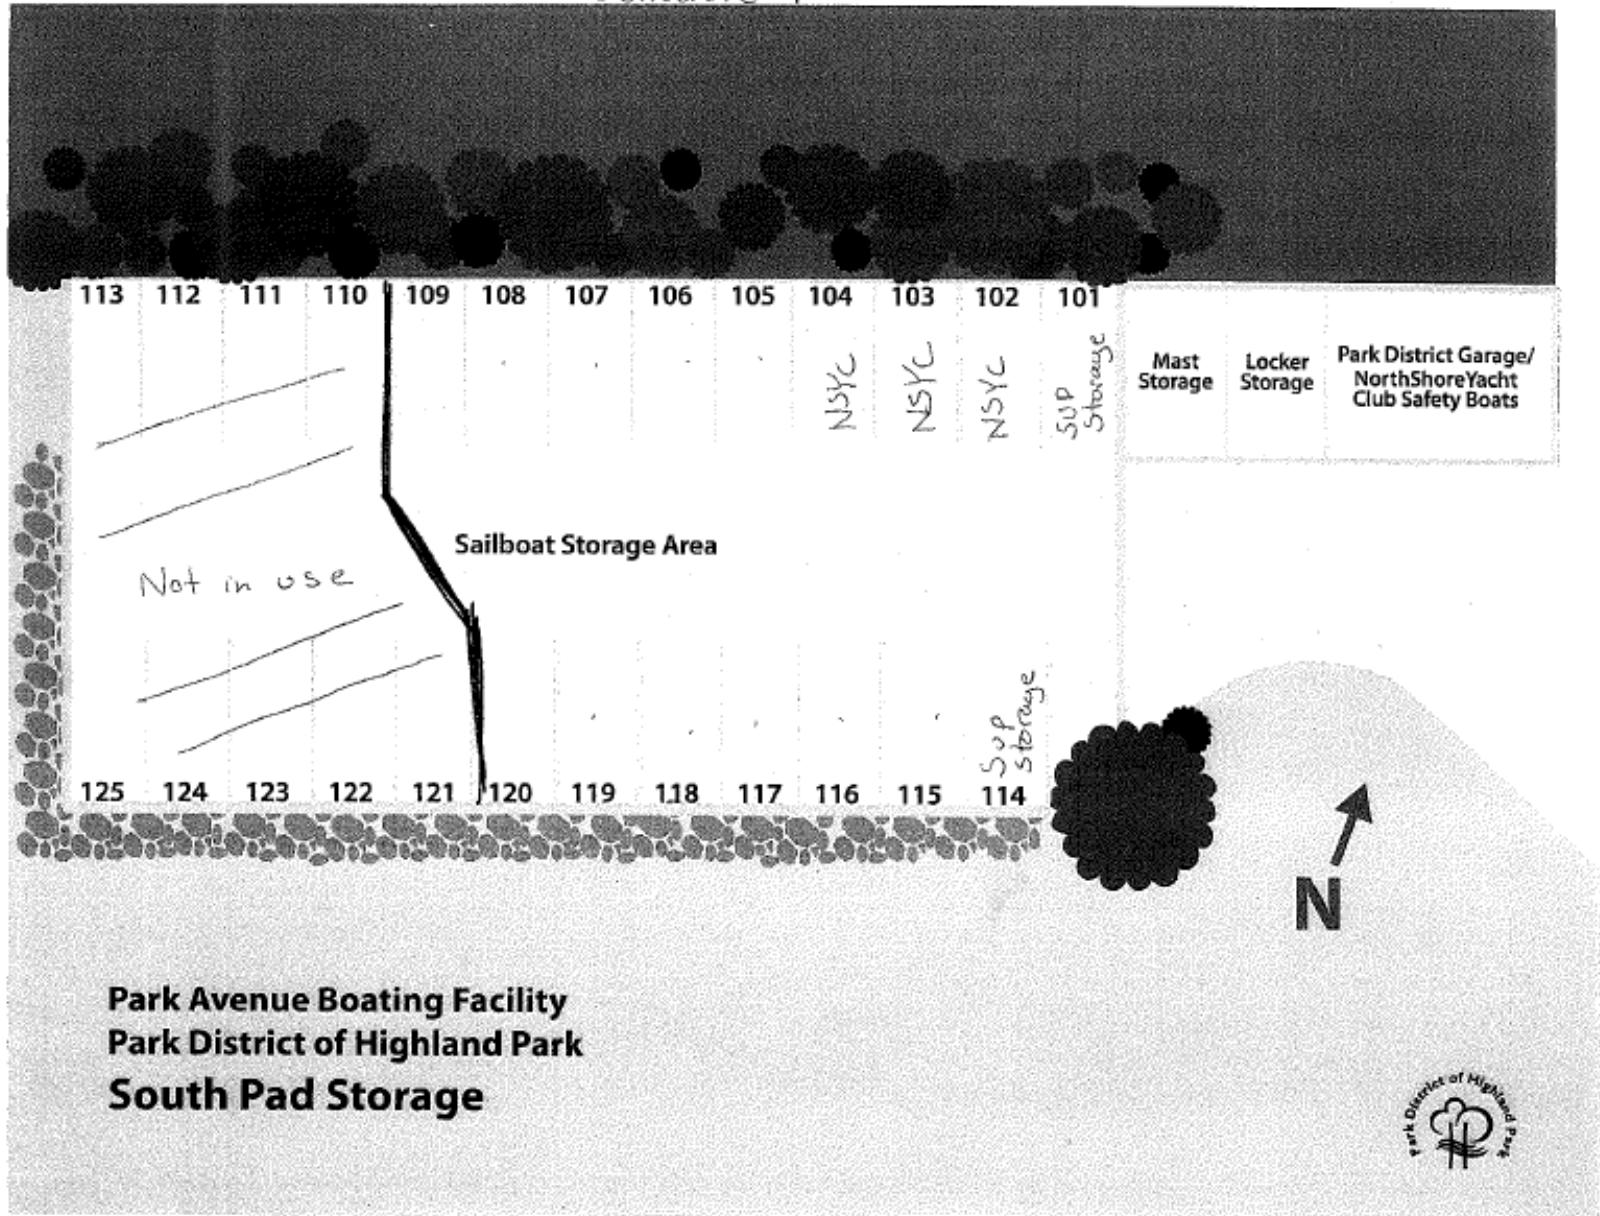 113 112 111 110 109 108 107 106 105 104 103 102 101
NSYC NSYC NSYC SUP Storage
Mast
Storage
Locker
Storage
Park District Garage/
NorthShoreYacht
Club Safety Boats
Sailboat Storage Area
Not in use
SUP Storage
125 124 123 122 121 120 119 118 117 116 115 114
N
Park Avenue Boating Facility
Park District of Highland Park
South Pad Storage
Park District of Highland Park